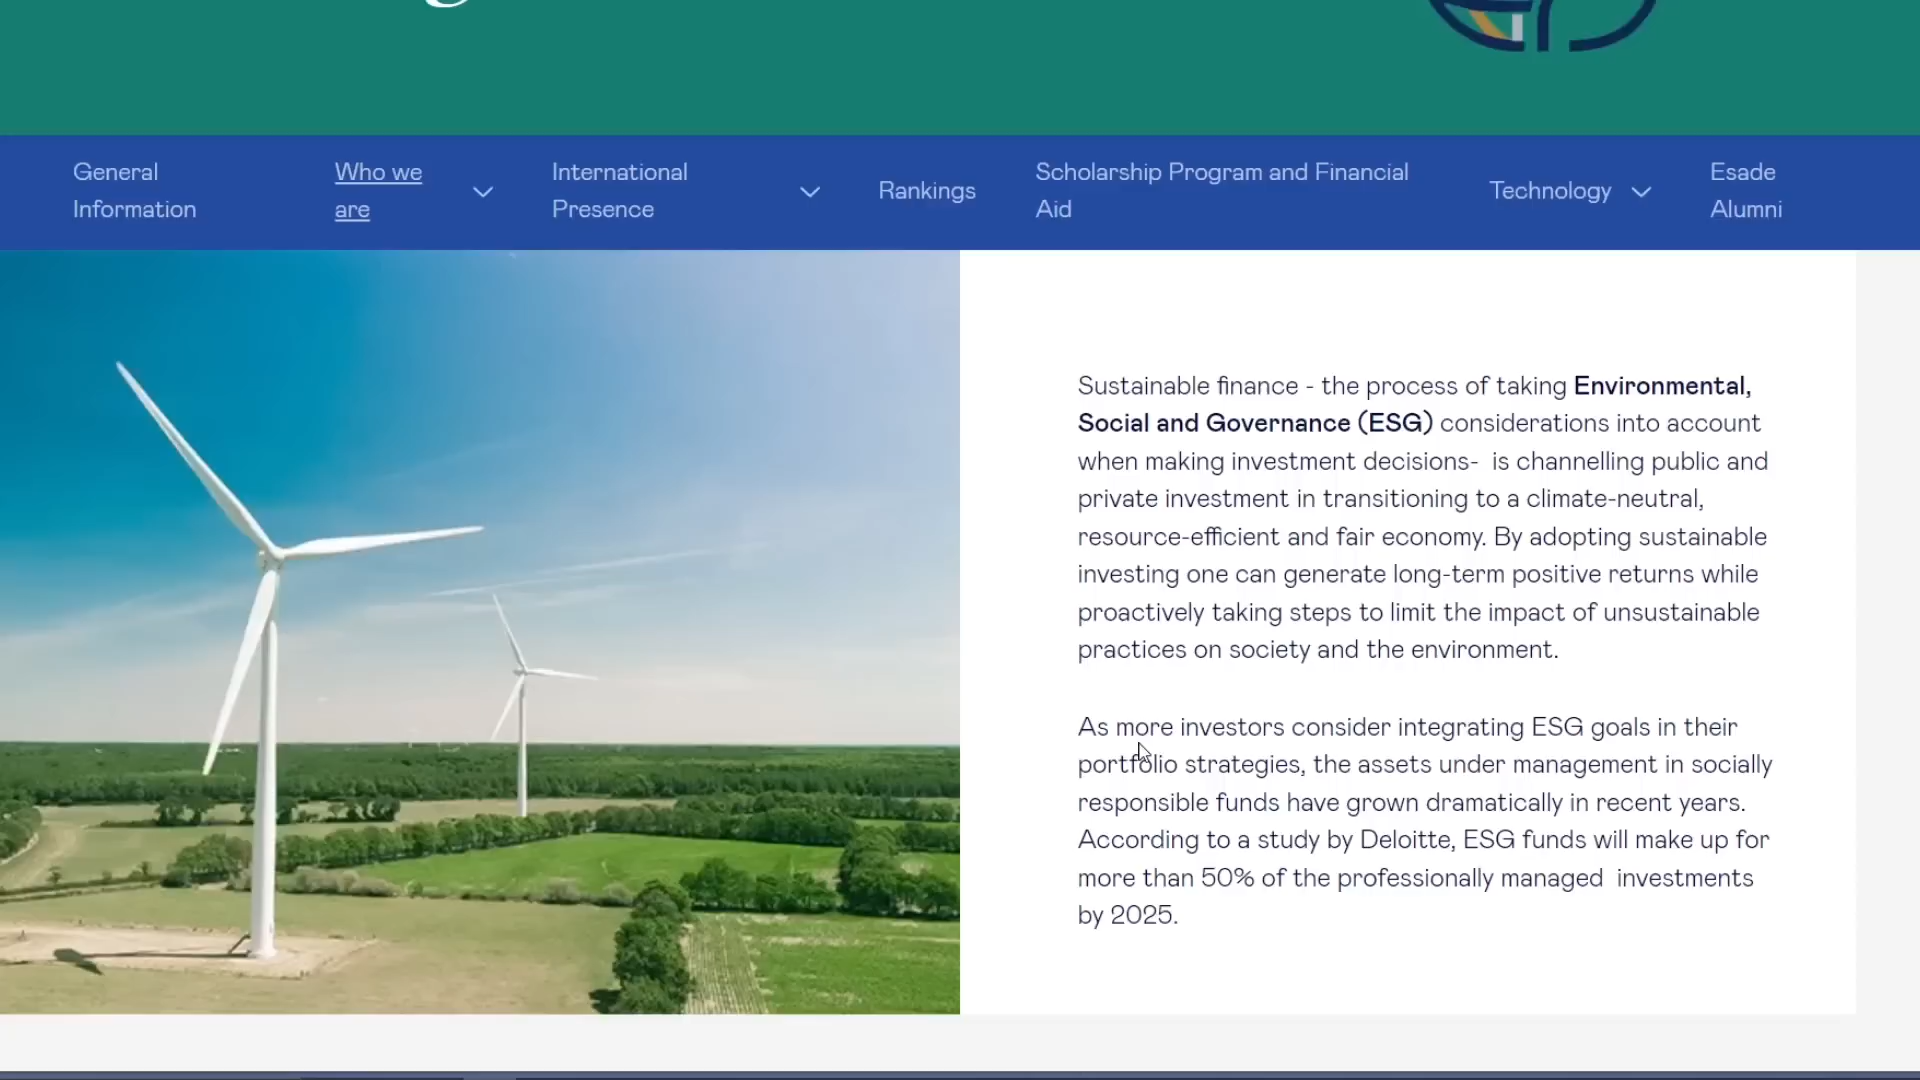 General
Information
Who we
are
International
Presence
Rankings
Scholarship Program and Financial
Aid
Technology
Esade
Alumni
Sustainable finance - the process of taking Environmental,
Social and Governance (ESG) considerations into account
when making investment decisions-  is channelling public and
private investment in transitioning to a climate-neutral,
resource-efficient and fair economy. By adopting sustainable
investing one can generate long-term positive returns while
proactively taking steps to limit the impact of unsustainable
practices on society and the environment.
As more investors consider integrating ESG goals in their
portfolio strategies, the assets under management in socially
responsible funds have grown dramatically in recent years.
According to a study by Deloitte, ESG funds will make up for
more than 50% of the professionally managed  investments
by 2025.